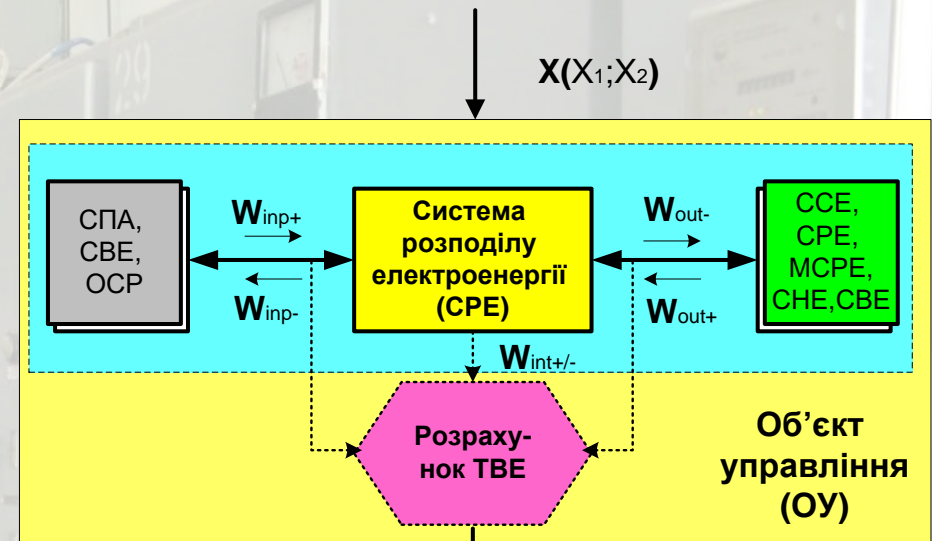 29
X(X1;X2)
СПА,
СВЕ,
ОСР
Winp+
Winp-
Система
розподілу
електроенергії
(СРЕ)
Wout-
Wout+
ССЕ,
СРЕ,
МСРЕ,
СНЕ,СВЕ
Wint+/-
Розраху-
нок ТВЕ
Об’єкт
управління
(ОУ)